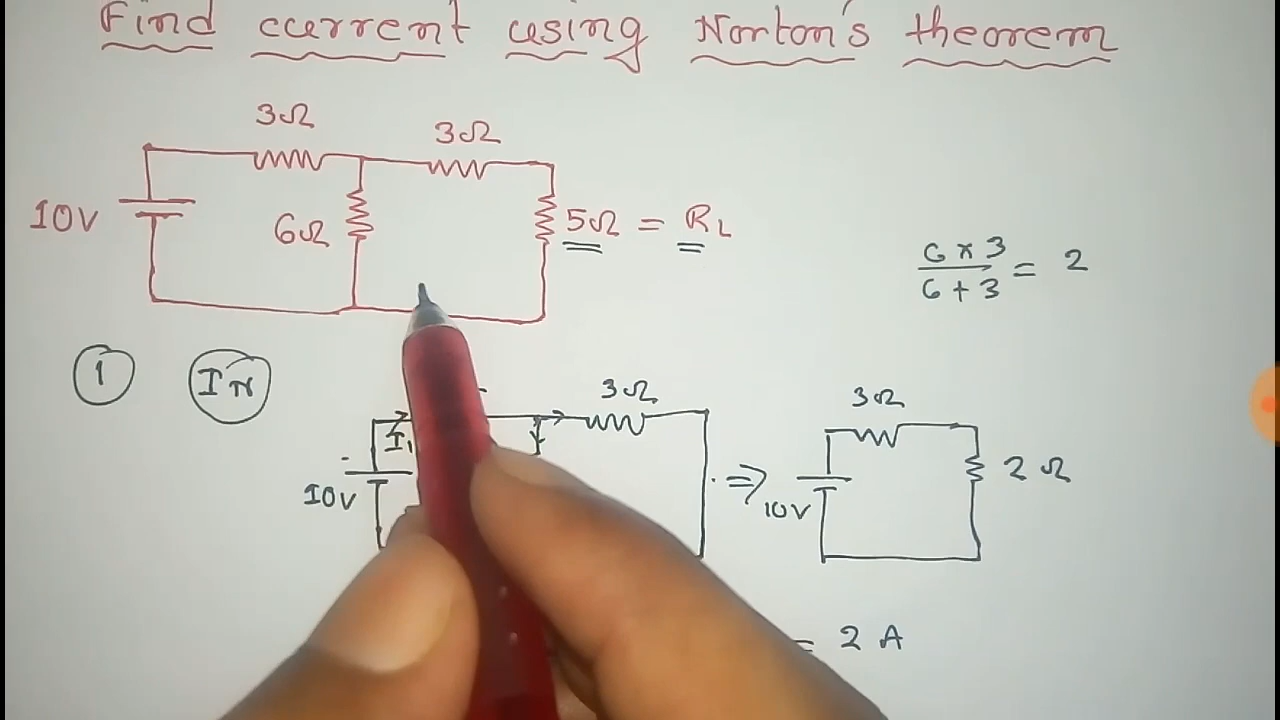 Find current using Norton's theorem
3Ω
3Ω
10V
6Ω
5Ω = RL
6 x 3
6 + 3
= 2
1
IN
3Ω
I1
10V
⇒
3Ω
2Ω
10V
= 2 A